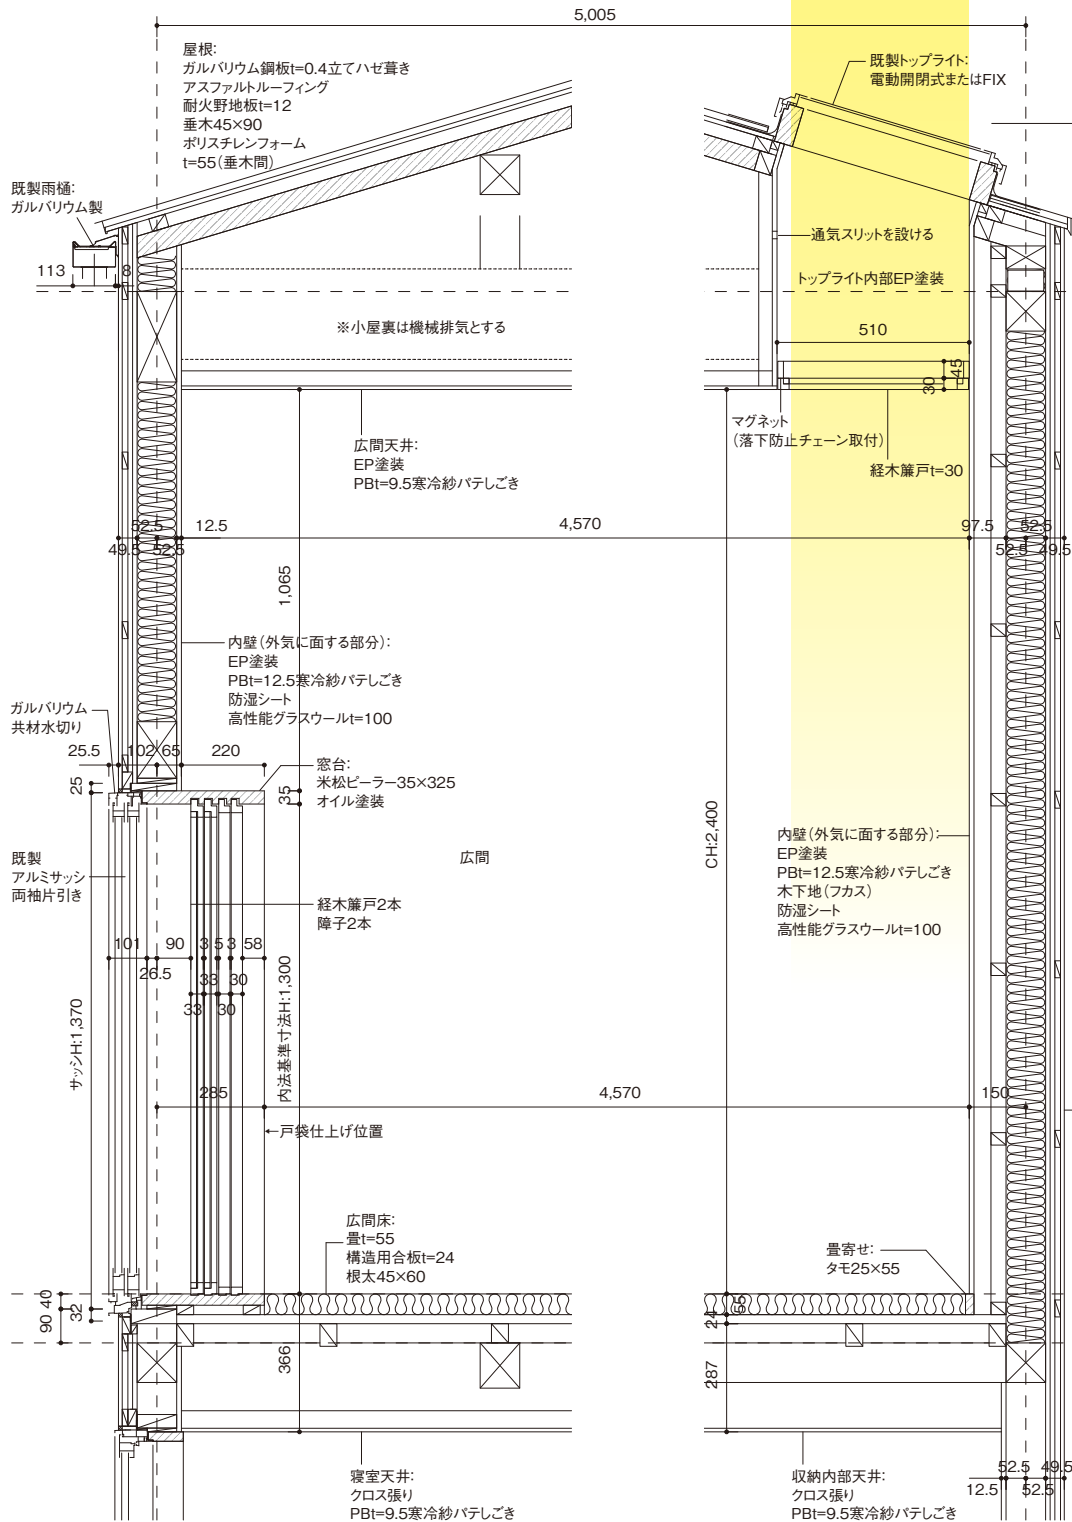 5,005
屋根：
ガルバリウム鋼板t=0.4立てハゼ葺き
アスファルトルーフィング
耐火野地板t=12
垂木45×90
ポリスチレンフォーム
t=55（垂木間）
既製トップライト：
電動開閉式またはFIX
既製雨樋：
ガルバリウム製
113
8
通気スリットを設ける
トップライト内部EP塗装
※小屋裏は機械排気とする
510
45
30
マグネット
（落下防止チェーン取付）
経木簾戸t=30
広間天井：
EP塗装
PBt=9.5寒冷紗パテしごき
52.5
12.5
4,570
97.5
52.5
49.5
52.5
52.5
49.5
1,065
内壁（外気に面する部分）：
EP塗装
PBt=12.5寒冷紗パテしごき
防湿シート
高性能グラスウールt=100
ガルバリウム
共材水切り
25.5
102
65
220
25
35
窓台：
米松ピーラー35×325
オイル塗装
CH:2,400
内壁（外気に面する部分）：
EP塗装
PBt=12.5寒冷紗パテしごき
木下地（フカス）
防湿シート
高性能グラスウールt=100
広間
既製
アルミサッシ
両袖片引き
経木簾戸2本
障子2本
101
90
3
5
3
58
26.5
33
30
33
30
サッシH:1,370
内法基準寸法H:1,300
285
4,570
150
←戸袋仕上げ位置
広間床：
畳t=55
構造用合板t=24
根太45×60
畳寄せ：
タモ25×55
40
90
32
55
24
366
287
寝室天井：
クロス張り
PBt=9.5寒冷紗パテしごき
収納内部天井：
クロス張り
PBt=9.5寒冷紗パテしごき
52.5
49.5
12.5
52.5